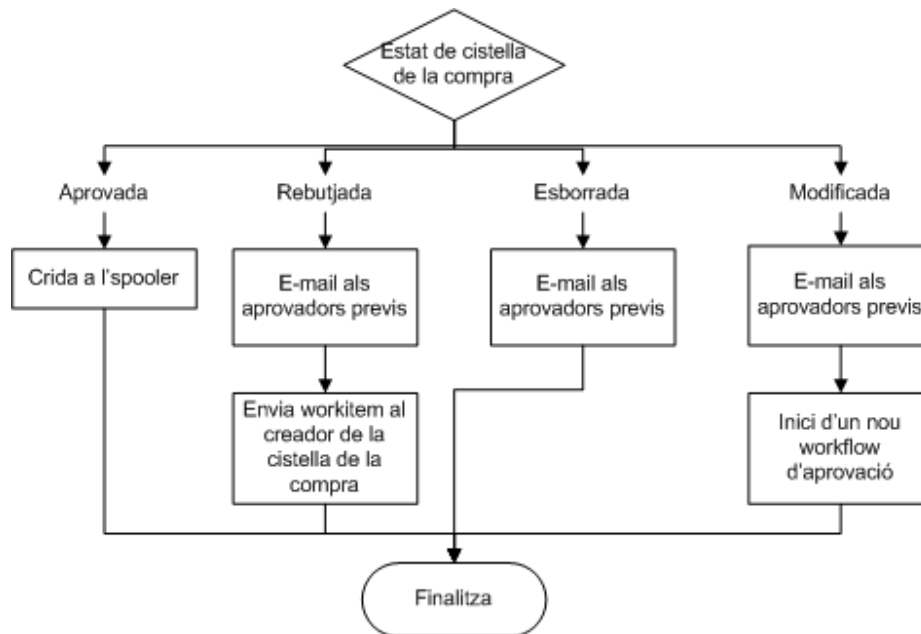 Estat de cistella
de la compra
Aprovada
Rebutjada
Esborrada
Modificada
Crida a l'spooler
E-mail als
aprovadors previs
E-mail als
aprovadors previs
E-mail als
aprovadors previs
Envia workitem al
creador de la
cistella de la
compra
Inici d'un nou
workflow
d'aprovació
Finalitza